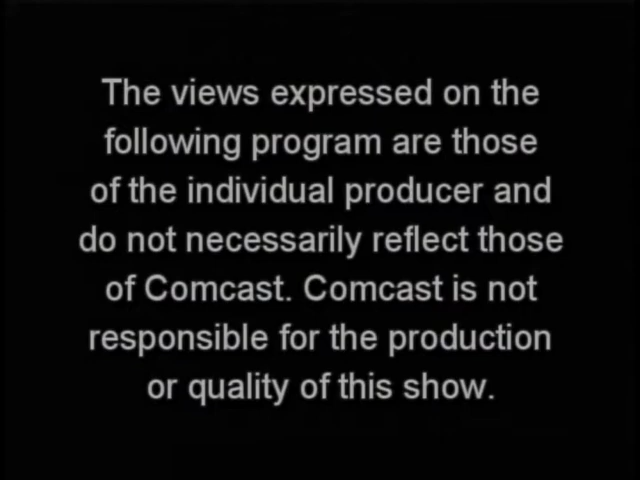 The views expressed on the
following program are those
of the individual producer and
do not necessarily reflect those
of Comcast. Comcast is not
responsible for the production
or quality of this show.